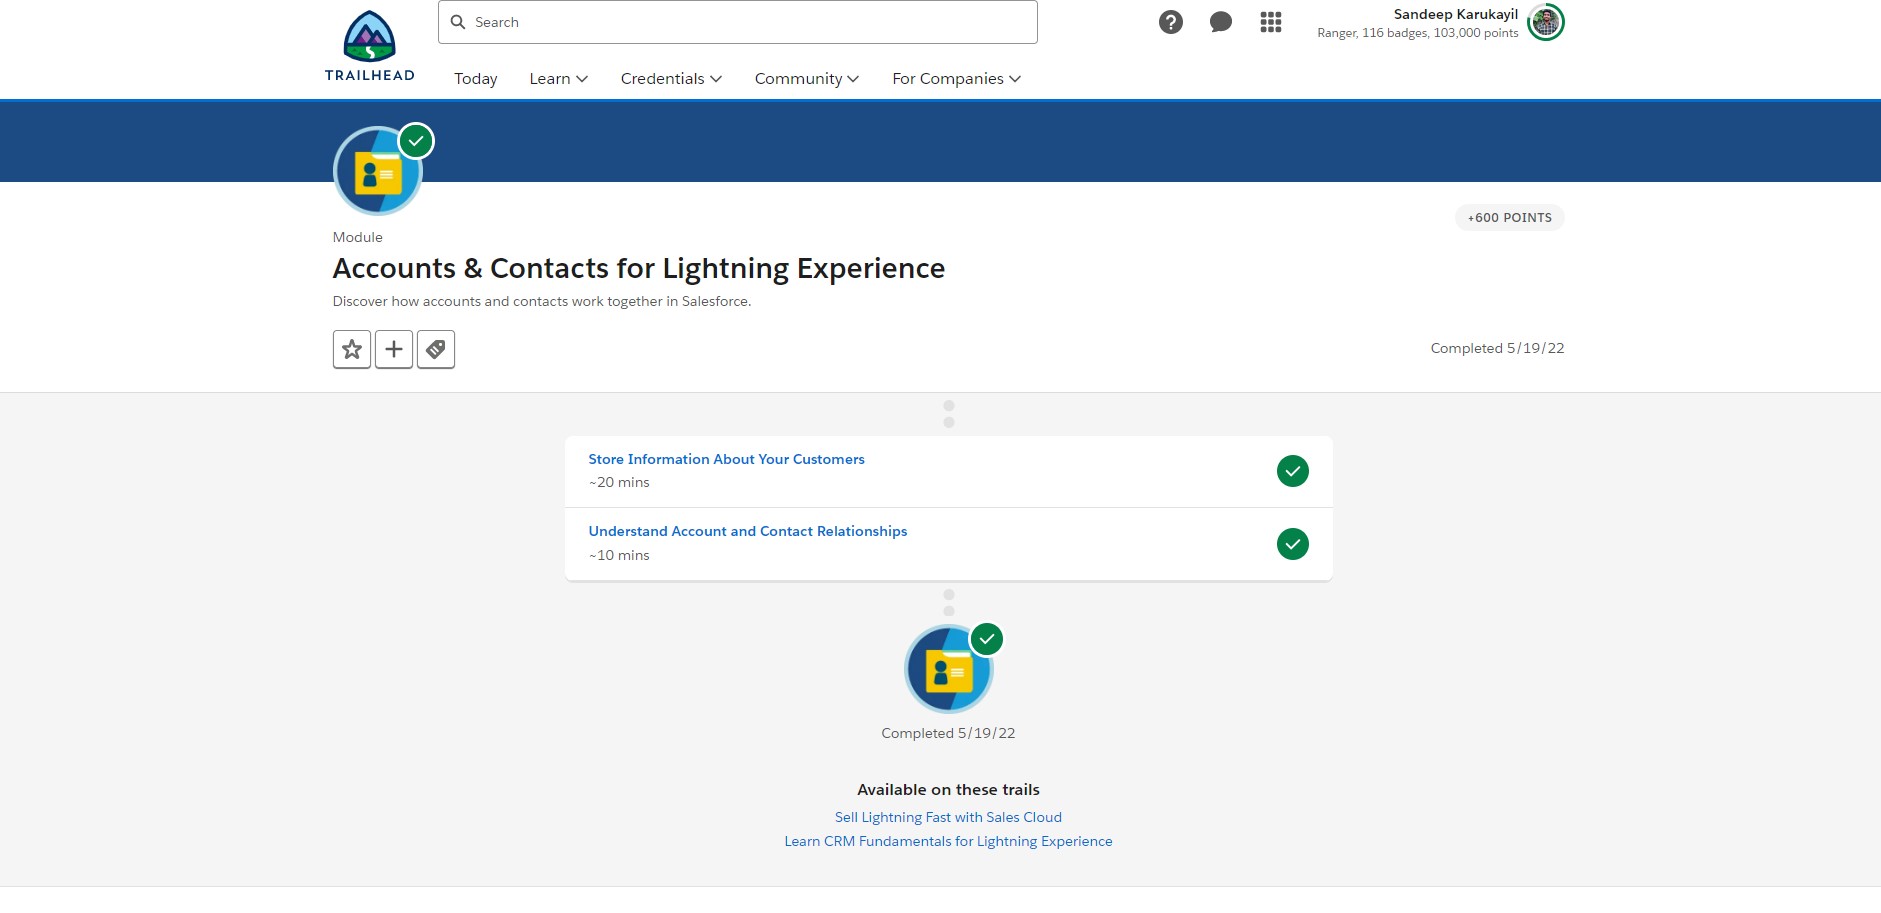 Search
Sandeep Karukayil
Ranger, 116 badges, 103,000 points
TRAILHEAD
Today
Learn
Credentials
Community
For Companies
+600 POINTS
Module
Accounts & Contacts for Lightning Experience
Discover how accounts and contacts work together in Salesforce.
Completed 5/19/22
Store Information About Your Customers
~20 mins
Understand Account and Contact Relationships
~10 mins
Completed 5/19/22
Available on these trails
Sell Lightning Fast with Sales Cloud
Learn CRM Fundamentals for Lightning Experience